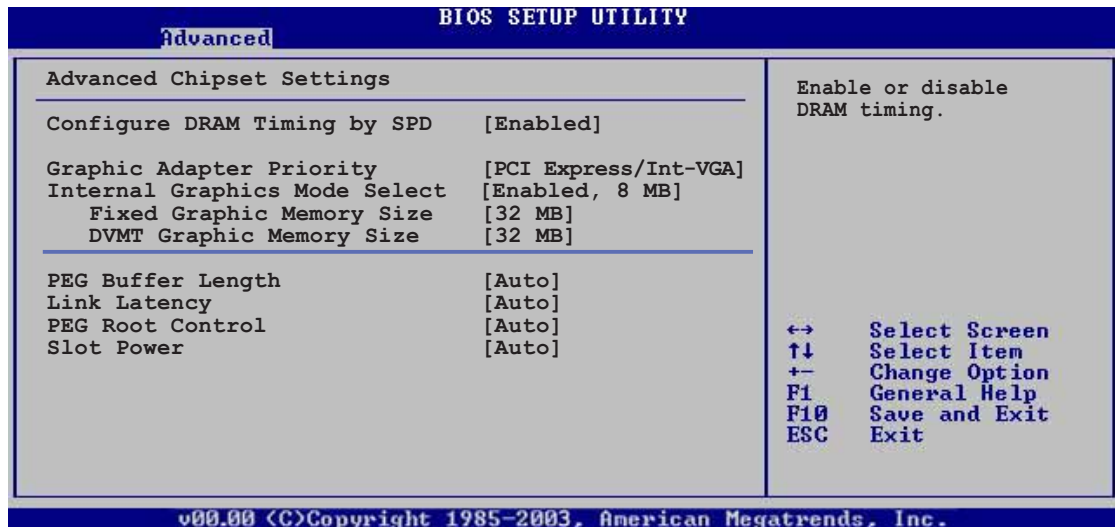 BIOS SETUP UTILITY
Advanced
Advanced Chipset Settings
Configure DRAM Timing by SPD [Enabled]
Graphic Adapter Priority [PCI Express/Int-VGA]
Internal Graphics Mode Select [Enabled, 8 MB]
Fixed Graphic Memory Size [32 MB]
DVMT Graphic Memory Size [32 MB]
PEG Buffer Length [Auto]
Link Latency [Auto]
PEG Root Control [Auto]
Slot Power [Auto]
Enable or disable
DRAM timing.
←→ Select Screen
↑↓ Select Item
+- Change Option
F1 General Help
F10 Save and Exit
ESC Exit
v00.00 (C)Copyright 1985-2003, American Megatrends, Inc.